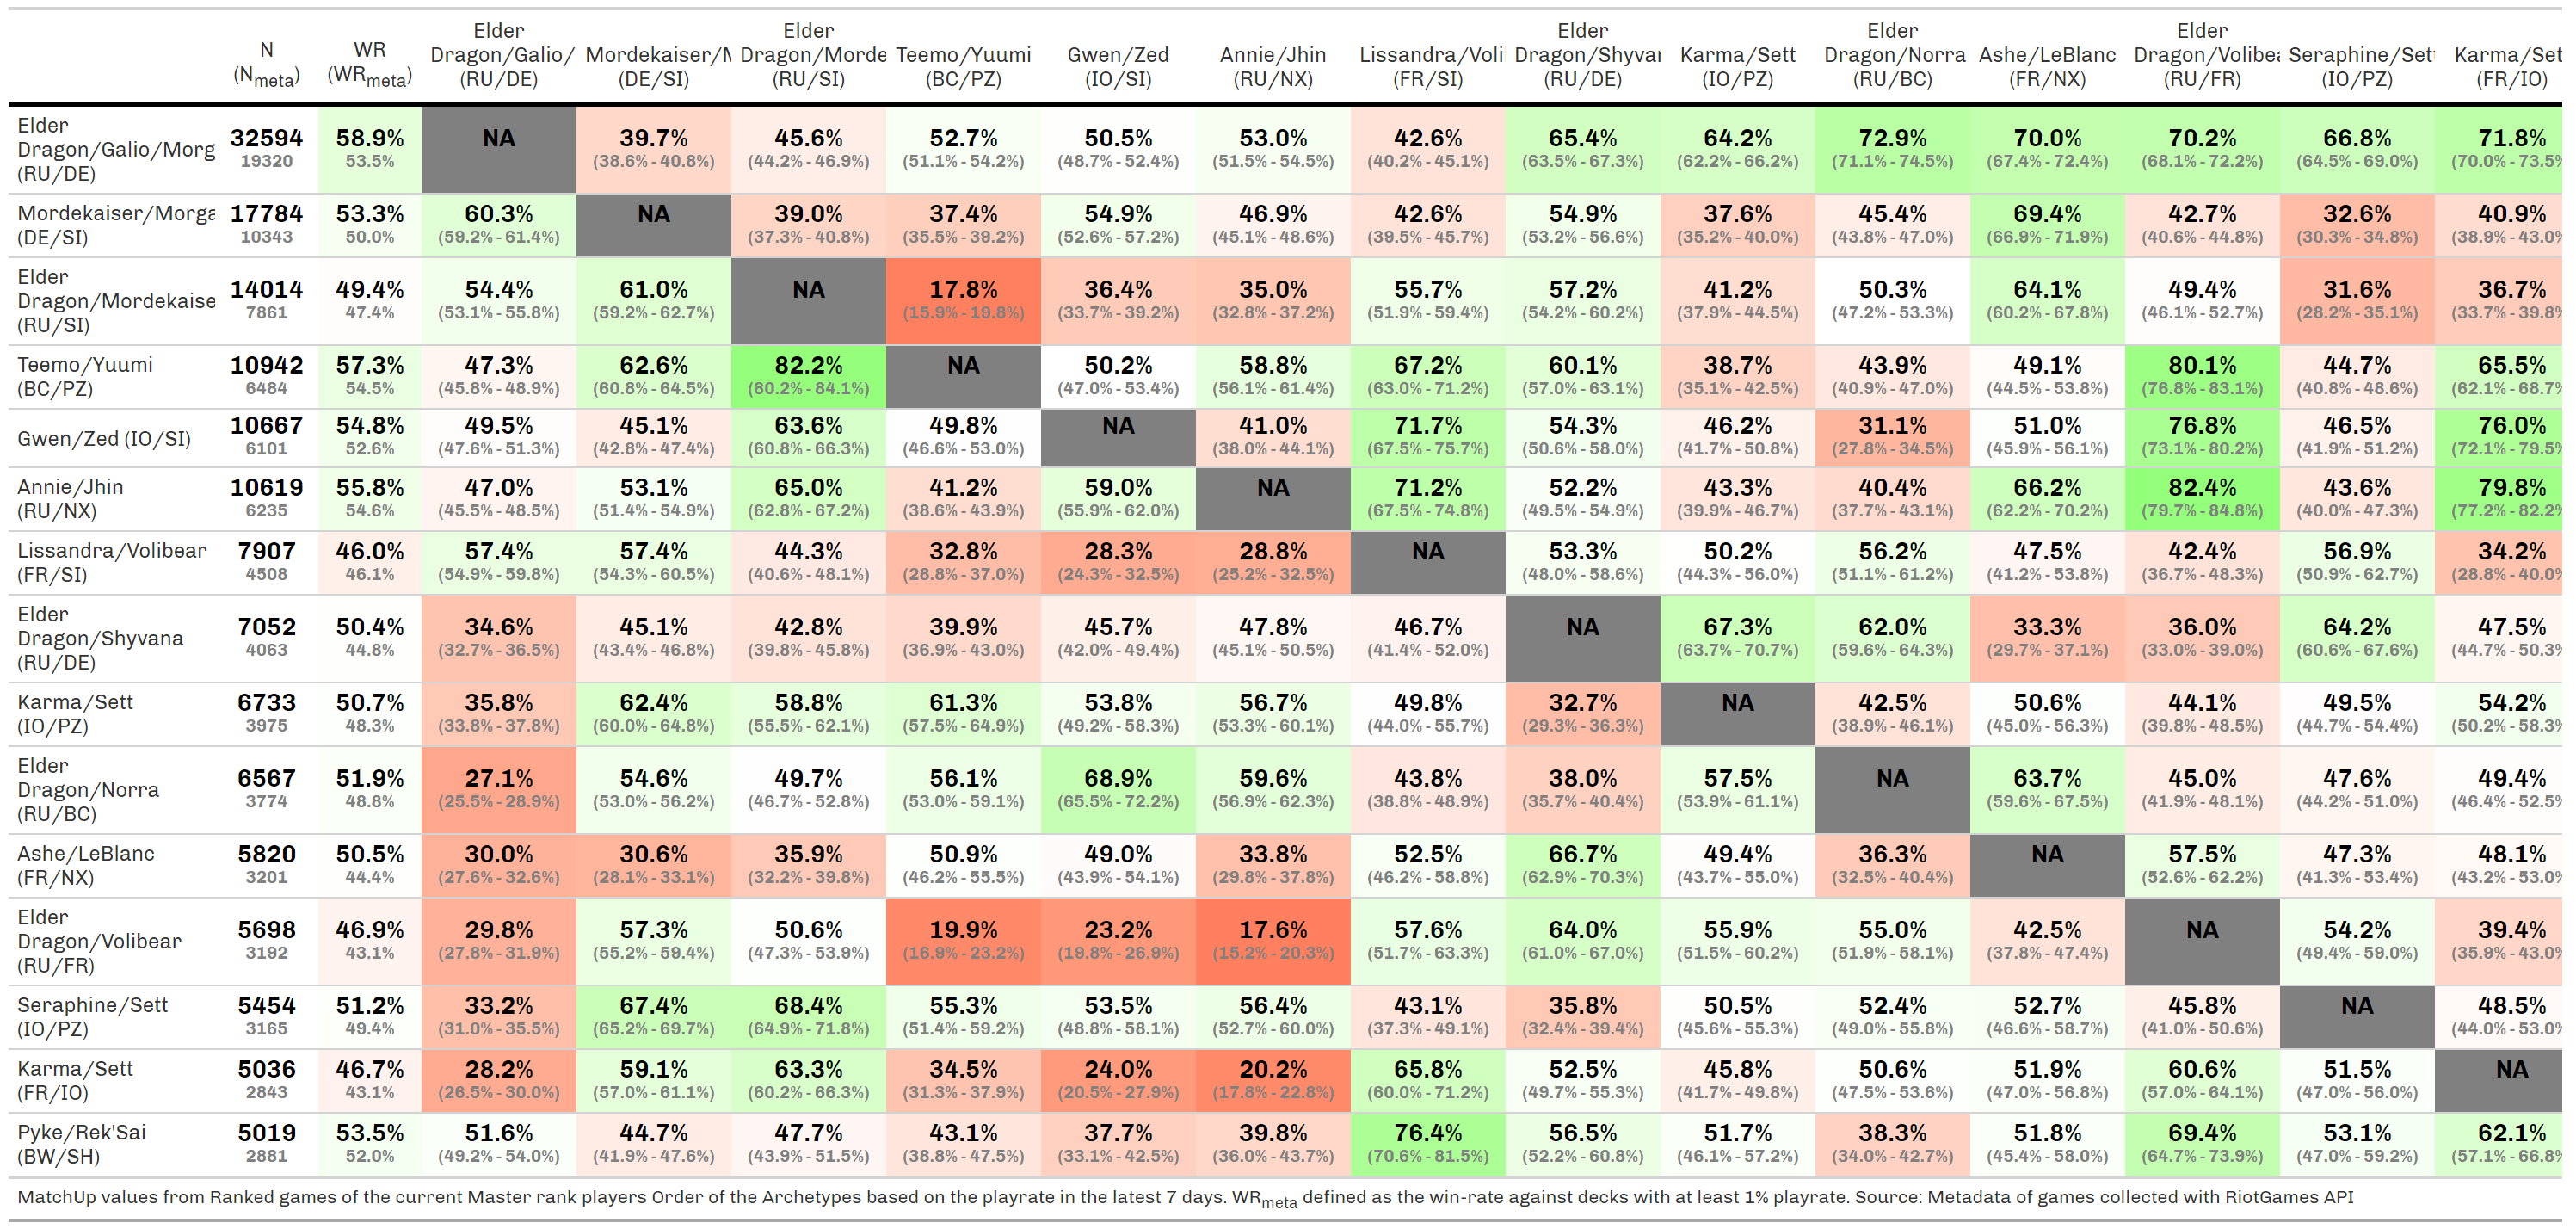 N WR Elder Elder Elder Elder Elder
Dragon/Galio/ Mordekaiser/M Dragon/Morde Teemo/Yuumi Gwen/Zed Annie/Jhin Lissandra/Voli Dragon/Shyvar Karma/Sett Dragon/Norra Ashe/LeBlanc Dragon/Volibea Seraphine/Sett Karma/Set
(Nmeta) (WRmeta) (RU/DE) (DE/SI) (RU/SI) (BC/PZ) (IO/SI) (RU/NX) (FR/SI) (RU/DE) (IO/PZ) (RU/BC) (FR/NX) (RU/FR) (IO/PZ) (FR/IO)
Elder
Dragon/Galio/Morg
(RU/DE)
32594 58.9% NA 39.7% 45.6% 52.7% 50.5% 53.0% 42.6% 65.4% 64.2% 72.9% 70.0% 70.2% 66.8% 71.8%
19320 53.5% (38.6% - 40.8%) (44.2% - 46.9%) (51.1% - 54.2%) (48.7% - 52.4%) (51.5% - 54.5%) (40.2% - 45.1%) (63.5% - 67.3%) (62.2% - 66.2%) (71.1% - 74.5%) (67.4% - 72.4%) (68.1% - 72.2%) (64.5% - 69.0%) (70.0% - 73.5%
Mordekaiser/Morga
(DE/SI)
17784 53.3% 60.3% NA 39.0% 37.4% 54.9% 46.9% 42.6% 54.9% 37.6% 45.4% 69.4% 42.7% 32.6% 40.9%
10343 50.0% (59.2% - 61.4%) (37.3% - 40.8%) (35.5% - 39.2%) (52.6% - 57.2%) (45.1% - 48.6%) (39.5% - 45.7%) (53.2% - 56.6%) (35.2% - 40.0%) (43.8% - 47.0%) (66.9% - 71.9%) (40.6% - 44.8%) (30.3% - 34.8%) (38.9% - 43.0%
Elder
Dragon/Mordekaise
(RU/SI)
14014 49.4% 54.4% 61.0% NA 17.8% 36.4% 35.0% 55.7% 57.2% 41.2% 50.3% 64.1% 49.4% 31.6% 36.7%
7861 47.4% (53.1% - 55.8%) (59.2% - 62.7%) (15.9% - 19.8%) (33.7% - 39.2%) (32.8% - 37.2%) (51.9% - 59.4%) (54.2% - 60.2%) (37.9% - 44.5%) (47.2% - 53.3%) (60.2% - 67.8%) (46.1% - 52.7%) (28.2% - 35.1%) (33.7% - 39.8%
Teemo/Yuumi
(BC/PZ)
10942 57.3% 47.3% 62.6% 82.2% NA 50.2% 58.8% 67.2% 60.1% 38.7% 43.9% 49.1% 80.1% 44.7% 65.5%
6484 54.5% (45.8% - 48.9%) (60.8% - 64.5%) (80.2% - 84.1%) (47.0% - 53.4%) (56.1% - 61.4%) (63.0% - 71.2%) (57.0% - 63.1%) (35.1% - 42.5%) (40.9% - 47.0%) (44.5% - 53.8%) (76.8% - 83.1%) (40.8% - 48.6%) (62.1% - 68.7%
Gwen/Zed (IO/SI)
10667 54.8% 49.5% 45.1% 63.6% 49.8% NA 41.0% 71.7% 54.3% 46.2% 31.1% 51.0% 76.8% 46.5% 76.0%
6101 52.6% (47.6% - 51.3%) (42.8% - 47.4%) (60.8% - 66.3%) (46.6% - 53.0%) (38.0% - 44.1%) (67.5% - 75.7%) (50.6% - 58.0%) (41.7% - 50.8%) (27.8% - 34.5%) (45.9% - 56.1%) (73.1% - 80.2%) (41.9% - 51.2%) (72.1% - 79.5%
Annie/Jhin
(RU/NX)
10619 55.8% 47.0% 53.1% 65.0% 41.2% 59.0% NA 71.2% 52.2% 43.3% 40.4% 66.2% 82.4% 43.6% 79.8%
6235 54.6% (45.5% - 48.5%) (51.4% - 54.9%) (62.8% - 67.2%) (38.6% - 43.9%) (55.9% - 62.0%) (67.5% - 74.8%) (49.5% - 54.9%) (39.9% - 46.7%) (37.7% - 43.1%) (62.2% - 70.2%) (79.7% - 84.8%) (40.0% - 47.3%) (77.2% - 82.2%
Lissandra/Volibear
(FR/SI)
7907 46.0% 57.4% 57.4% 44.3% 32.8% 28.3% 28.8% NA 53.3% 50.2% 56.2% 47.5% 42.4% 56.9% 34.2%
4508 46.1% (54.9% - 59.8%) (54.3% - 60.5%) (40.6% - 48.1%) (28.8% - 37.0%) (24.3% - 32.5%) (25.2% - 32.5%) (48.0% - 58.6%) (44.3% - 56.0%) (51.1% - 61.2%) (41.2% - 53.8%) (36.7% - 48.3%) (50.9% - 62.7%) (28.8% - 40.0%
Elder
Dragon/Shyvana
(RU/DE)
7052 50.4% 34.6% 45.1% 42.8% 39.9% 45.7% 47.8% 46.7% NA 67.3% 62.0% 33.3% 36.0% 64.2% 47.5%
4063 44.8% (32.7% - 36.5%) (43.4% - 46.8%) (39.8% - 45.8%) (36.9% - 43.0%) (42.0% - 49.4%) (45.1% - 50.5%) (41.4% - 52.0%) (63.7% - 70.7%) (59.6% - 64.3%) (29.7% - 37.1%) (33.0% - 39.0%) (60.6% - 67.6%) (44.7% - 50.3%
Karma/Sett
(IO/PZ)
6733 50.7% 35.8% 62.4% 58.8% 61.3% 53.8% 56.7% 49.8% 32.7% NA 42.5% 50.6% 44.1% 49.5% 54.2%
3975 48.3% (33.8% - 37.8%) (60.0% - 64.8%) (55.5% - 62.1%) (57.5% - 64.9%) (49.2% - 58.3%) (53.3% - 60.1%) (44.0% - 55.7%) (29.3% - 36.3%) (38.9% - 46.1%) (45.0% - 56.3%) (39.8% - 48.5%) (44.7% - 54.4%) (50.2% - 58.3%
Elder
Dragon/Norra
(RU/BC)
6567 51.9% 27.1% 54.6% 49.7% 56.1% 68.9% 59.6% 43.8% 38.0% 57.5% NA 63.7% 45.0% 47.6% 49.4%
3774 48.8% (25.5% - 28.9%) (53.0% - 56.2%) (46.7% - 52.8%) (53.0% - 59.1%) (65.5% - 72.2%) (56.9% - 62.3%) (38.8% - 48.9%) (35.7% - 40.4%) (53.9% - 61.1%) (59.6% - 67.5%) (41.9% - 48.1%) (44.2% - 51.0%) (46.4% - 52.5%
Ashe/LeBlanc
(FR/NX)
5820 50.5% 30.0% 30.6% 35.9% 50.9% 49.0% 33.8% 52.5% 66.7% 49.4% 36.3% NA 57.5% 47.3% 48.1%
3201 44.4% (27.6% - 32.6%) (28.1% - 33.1%) (32.2% - 39.8%) (46.2% - 55.5%) (43.9% - 54.1%) (29.8% - 37.8%) (46.2% - 58.8%) (62.9% - 70.3%) (43.7% - 55.0%) (32.5% - 40.4%) (52.6% - 62.2%) (41.3% - 53.4%) (43.2% - 53.0%
Elder
Dragon/Volibear
(RU/FR)
5698 46.9% 29.8% 57.3% 50.6% 19.9% 23.2% 17.6% 57.6% 64.0% 55.9% 55.0% 42.5% NA 54.2% 39.4%
3192 43.1% (27.8% - 31.9%) (55.2% - 59.4%) (47.3% - 53.9%) (16.9% - 23.2%) (19.8% - 26.9%) (15.2% - 20.3%) (51.7% - 63.3%) (61.0% - 67.0%) (51.5% - 60.2%) (51.9% - 58.1%) (37.8% - 47.4%) (49.4% - 59.0%) (35.9% - 43.0%
Seraphine/Sett
(IO/PZ)
5454 51.2% 33.2% 67.4% 68.4% 55.3% 53.5% 56.4% 43.1% 35.8% 50.5% 52.4% 52.7% 45.8% NA 48.5%
3165 49.4% (31.0% - 35.5%) (65.2% - 69.7%) (64.9% - 71.8%) (51.4% - 59.2%) (48.8% - 58.1%) (52.7% - 60.0%) (37.3% - 49.1%) (32.4% - 39.4%) (45.6% - 55.3%) (49.0% - 55.8%) (46.6% - 58.7%) (41.0% - 50.6%) (44.0% - 53.0%
Karma/Sett
(FR/IO)
5036 46.7% 28.2% 59.1% 63.3% 34.5% 24.0% 20.2% 65.8% 52.5% 45.8% 50.6% 51.9% 60.6% 51.5% NA
2843 43.1% (26.5% - 30.0%) (57.0% - 61.1%) (60.2% - 66.3%) (31.3% - 37.9%) (20.5% - 27.9%) (17.8% - 22.8%) (60.0% - 71.2%) (49.7% - 55.3%) (41.7% - 49.8%) (47.5% - 53.6%) (47.0% - 56.8%) (57.0% - 64.1%) (47.0% - 56.0%)
Pyke/Rek'Sai
(BW/SH)
5019 53.5% 51.6% 44.7% 47.7% 43.1% 37.7% 39.8% 76.4% 56.5% 51.7% 38.3% 51.8% 69.4% 53.1% 62.1%
2881 52.0% (49.2% - 54.0%) (41.9% - 47.6%) (43.9% - 51.5%) (38.8% - 47.5%) (33.1% - 42.5%) (36.0% - 43.7%) (70.6% - 81.5%) (52.2% - 60.8%) (46.1% - 57.2%) (34.0% - 42.7%) (45.4% - 58.0%) (64.7% - 73.9%) (47.0% - 59.2%) (57.1% - 66.8%
MatchUp values from Ranked games of the current Master rank players Order of the Archetypes based on the playrate in the latest 7 days. WRmeta defined as the win-rate against decks with at least 1% playrate. Source: Metadata of games collected with RiotGames API